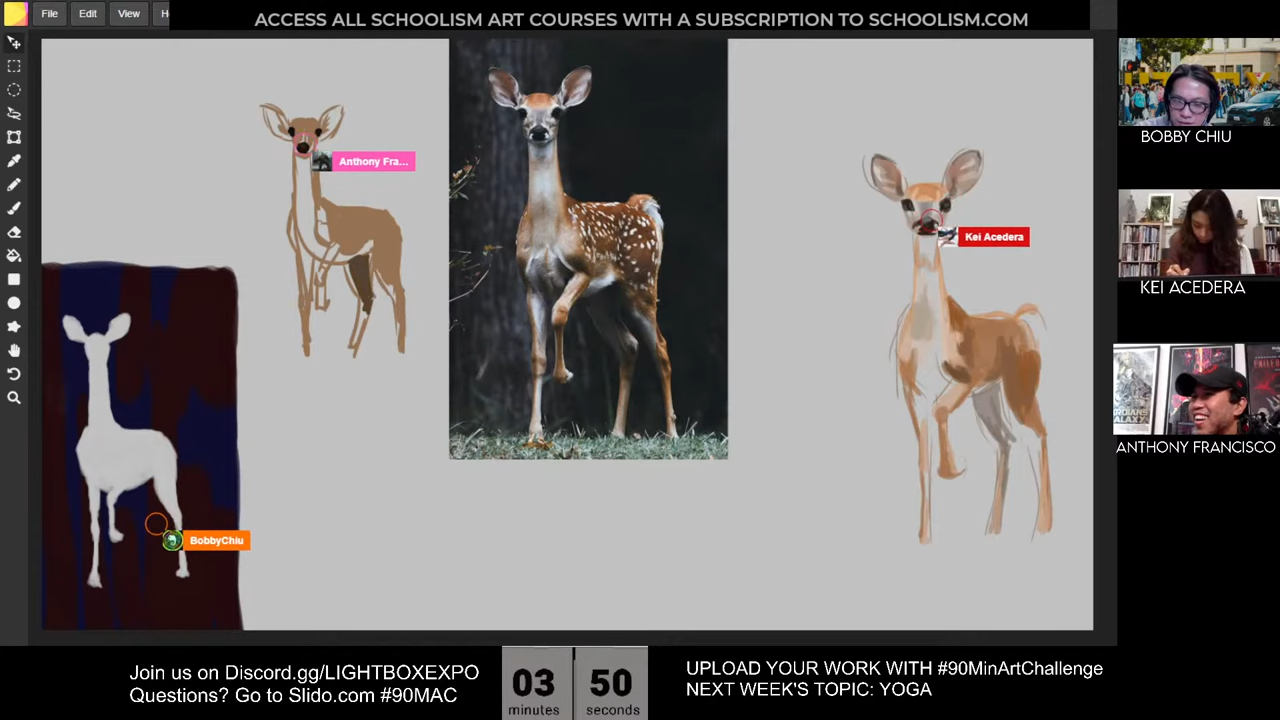 ACCESS ALL SCHOOLISM ART COURSES WITH A SUBSCRIPTION TO SCHOOLISM.COM
File Edit View
BOBBY CHIU
Anthony Fra...
Kei Acedera
KEI ACEDERA
ANTHONY FRANCISCO
BobbyChiu
Join us on Discord.gg/LIGHTBOXEXPO
Questions? Go to Slido.com #90MAC
03 50
minutes seconds
UPLOAD YOUR WORK WITH #90MinArtChallenge
NEXT WEEK'S TOPIC: YOGA